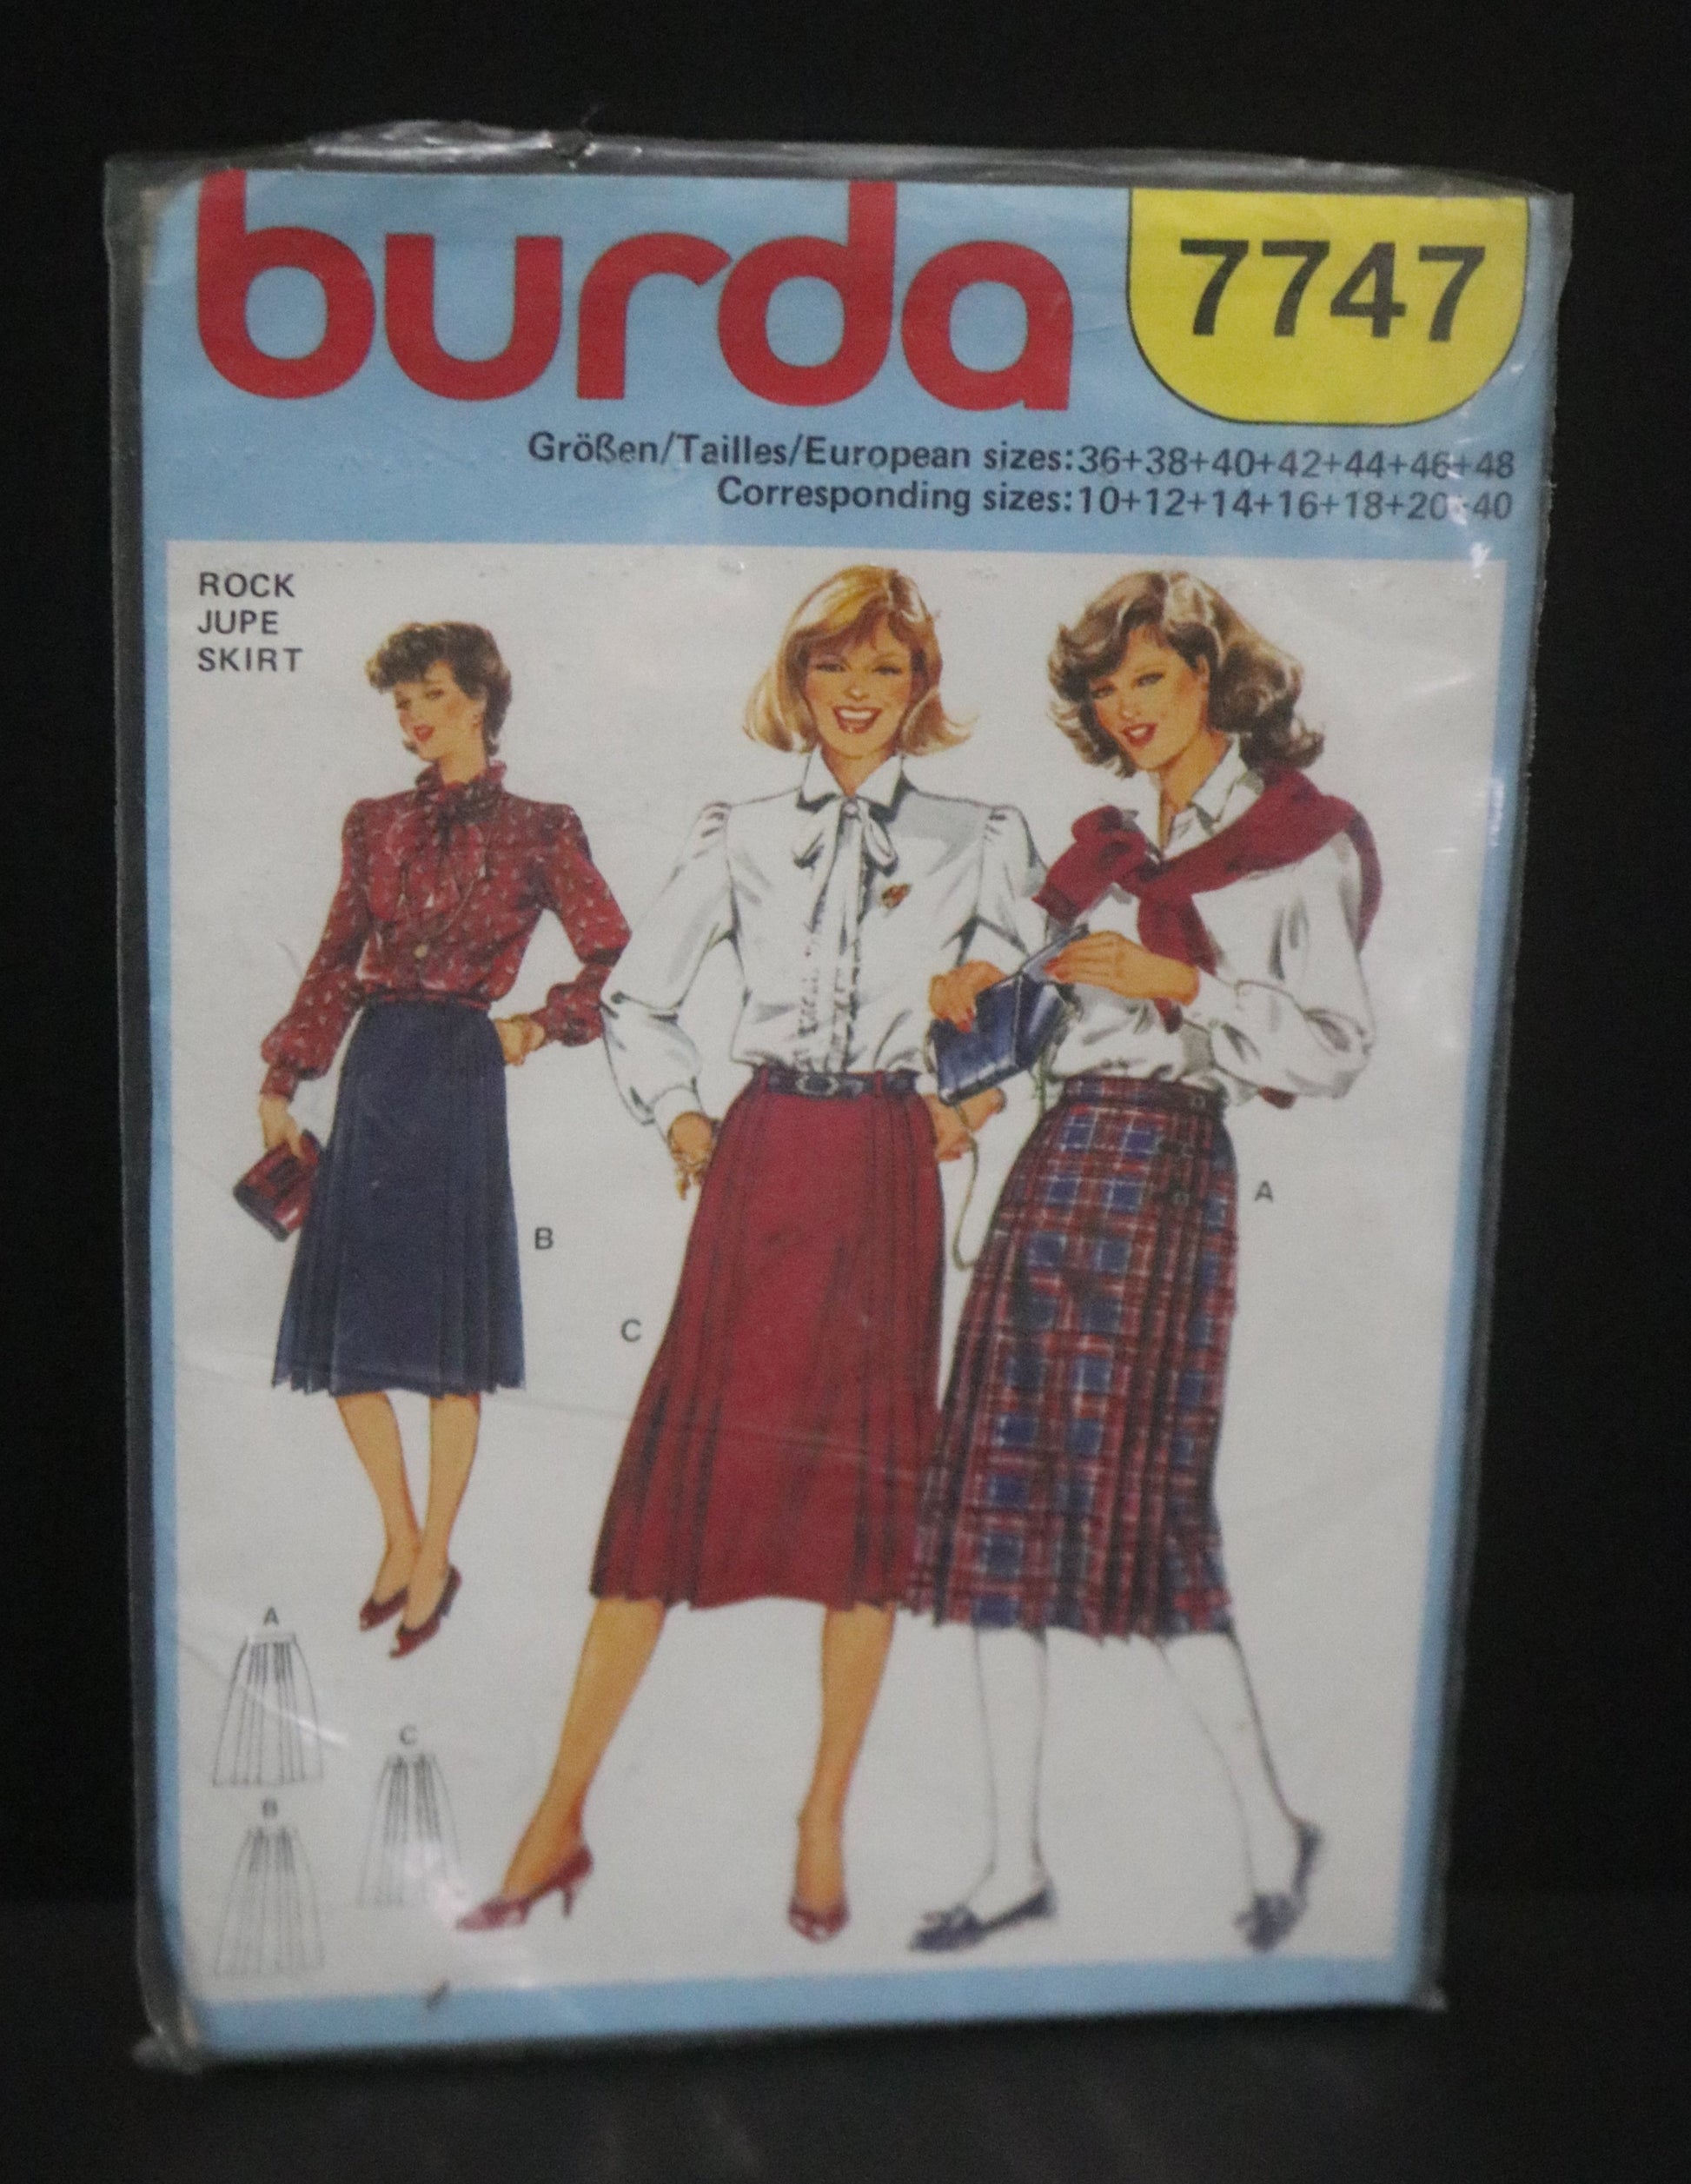 burda
7747
Größen/Tailles/European sizes:36+38+40+42+44+46+48
Corresponding sizes:10+12+14+16+18+20+40
ROCK
JUPE
SKIRT
A
B
C
A
C
B